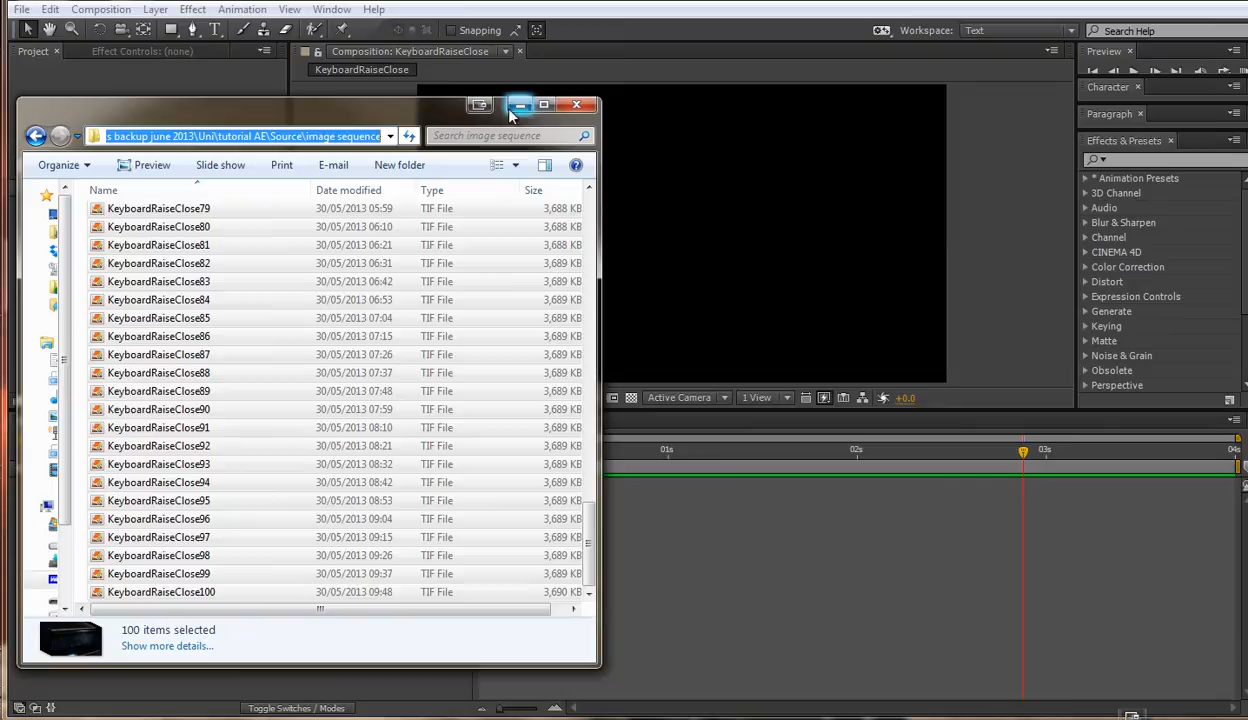 File Edit Composition Layer Effect Animation View Window Help
Snapping Workspace: Text Search Help
Project Effect Controls: (none) Composition: KeyboardRaiseClose Preview
KeyboardRaiseClose
Character
Paragraph
Effects & Presets
* Animation Presets
3D Channel
Audio
Blur & Sharpen
Channel
CINEMA 4D
Color Correction
Distort
Expression Controls
Generate
Keying
Matte
Noise & Grain
Obsolete
Perspective
s backup june 2013\Uni\tutorial AE\Source\image sequence Search image sequence
Organize Preview Slide show Print E-mail New folder
Name Date modified Type Size
KeyboardRaiseClose79 30/05/2013 05:59 TIF File 3,688 KB
KeyboardRaiseClose80 30/05/2013 06:10 TIF File 3,688 KB
KeyboardRaiseClose81 30/05/2013 06:21 TIF File 3,689 KB
KeyboardRaiseClose82 30/05/2013 06:31 TIF File 3,689 KB
KeyboardRaiseClose83 30/05/2013 06:42 TIF File 3,689 KB
KeyboardRaiseClose84 30/05/2013 06:53 TIF File 3,689 KB
KeyboardRaiseClose85 30/05/2013 07:04 TIF File 3,689 KB
KeyboardRaiseClose86 30/05/2013 07:15 TIF File 3,689 KB
KeyboardRaiseClose87 30/05/2013 07:26 TIF File 3,689 KB
KeyboardRaiseClose88 30/05/2013 07:37 TIF File 3,689 KB
KeyboardRaiseClose89 30/05/2013 07:48 TIF File 3,689 KB
KeyboardRaiseClose90 30/05/2013 07:59 TIF File 3,689 KB
KeyboardRaiseClose91 30/05/2013 08:10 TIF File 3,689 KB
KeyboardRaiseClose92 30/05/2013 08:21 TIF File 3,689 KB
KeyboardRaiseClose93 30/05/2013 08:32 TIF File 3,689 KB
KeyboardRaiseClose94 30/05/2013 08:42 TIF File 3,689 KB
KeyboardRaiseClose95 30/05/2013 08:53 TIF File 3,689 KB
KeyboardRaiseClose96 30/05/2013 09:04 TIF File 3,689 KB
KeyboardRaiseClose97 30/05/2013 09:15 TIF File 3,689 KB
KeyboardRaiseClose98 30/05/2013 09:26 TIF File 3,689 KB
KeyboardRaiseClose99 30/05/2013 09:37 TIF File 3,689 KB
KeyboardRaiseClose100 30/05/2013 09:48 TIF File 3,690 KB
100 items selected
Show more details...
Active Camera 1 View +0.0
01s 02s 03s 04s
Toggle Switches / Modes